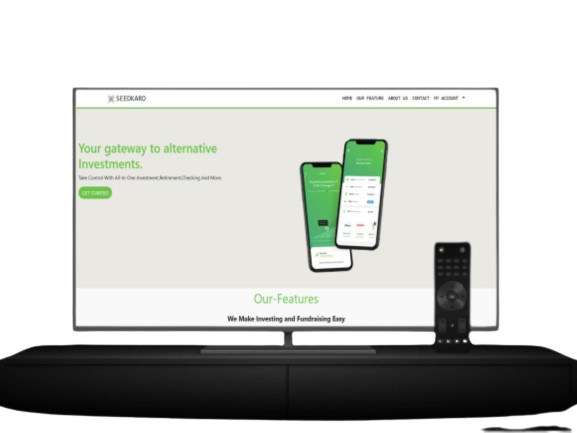 SEEDKARO
HOME OUR FEATURE ABOUT US CONTACT MY ACCOUNT
Your gateway to alternative
Investments.
Take Control With All-In-One Investment,Retirement,Checking And More.
GET STARTED
Our-Features
We Make Investing and Fundraising Easy